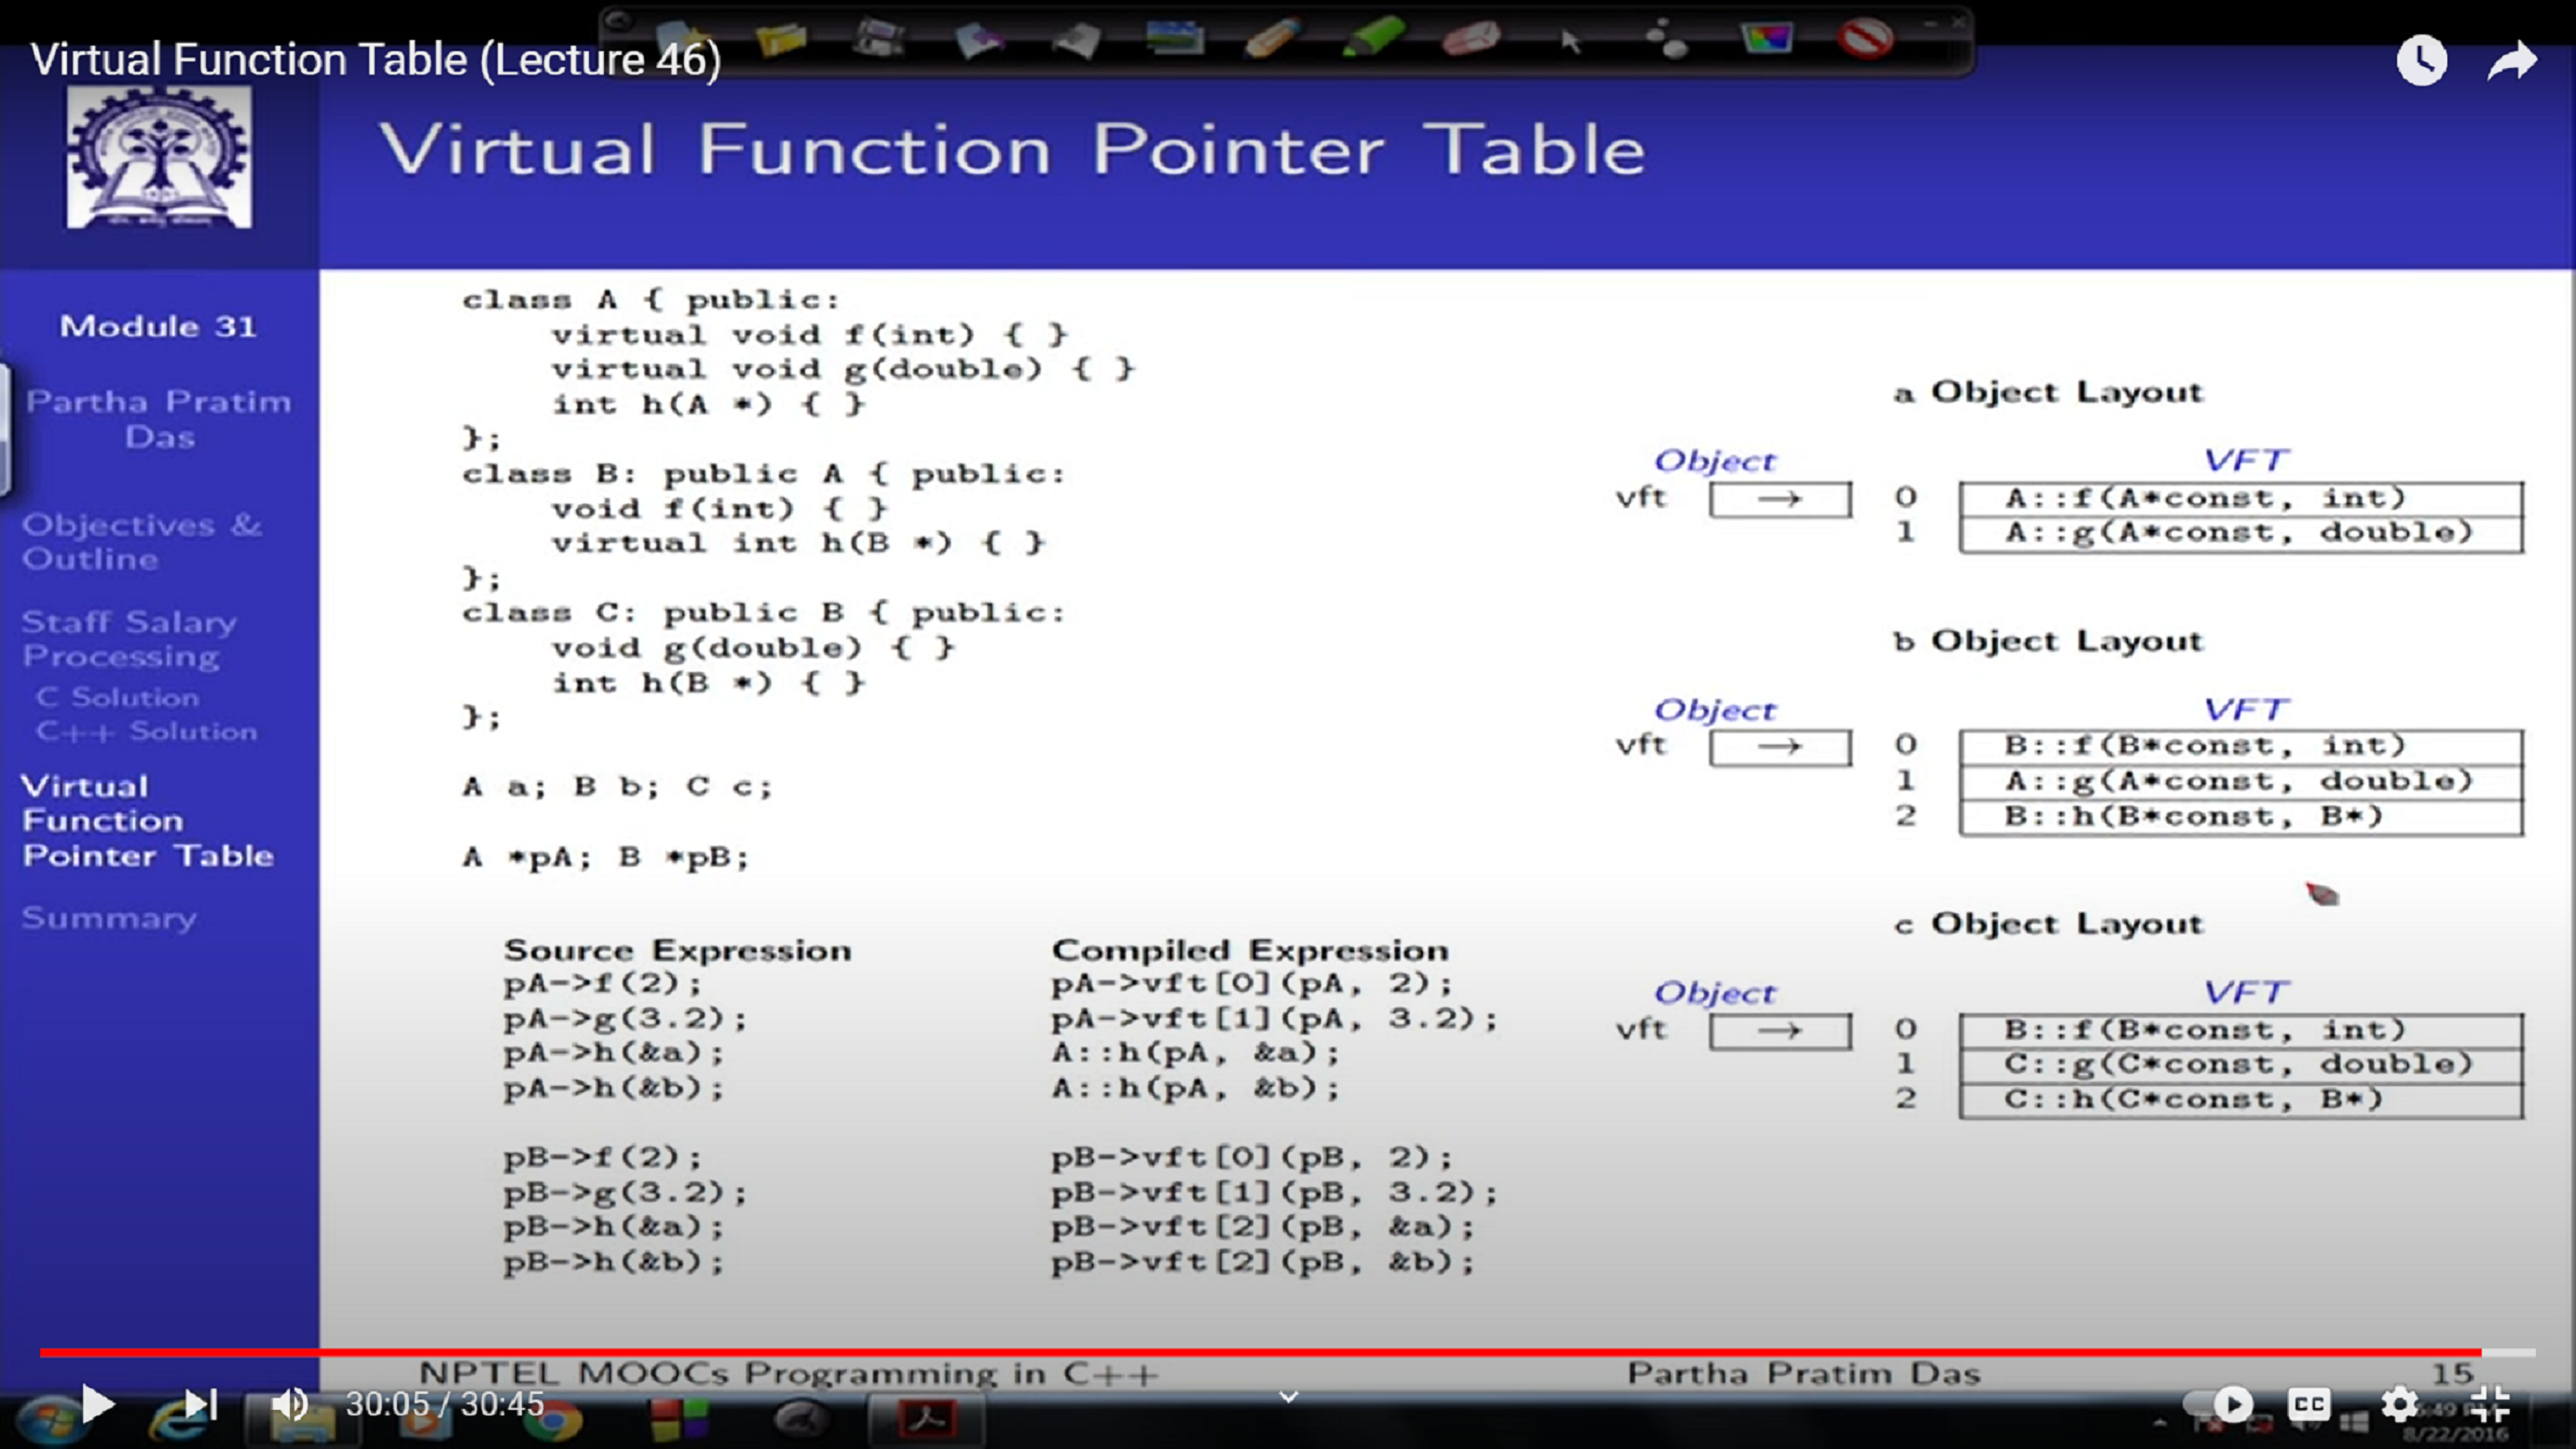 Virtual Function Table (Lecture 46)
Virtual Function Pointer Table
Module 31
Partha Pratim
Das
Objectives &
Outline
Staff Salary
Processing
C Solution
C++ Solution
Virtual
Function
Pointer Table
Summary
class A { public:
virtual void f(int) { }
virtual void g(double) { }
int h(A *) { }
};
class B: public A { public:
void f(int) { }
virtual int h(B *) { }
};
class C: public B { public:
void g(double) { }
int h(B *) { }
};
A a; B b; C c;
A *pA; B *pB;
Source Expression Compiled Expression
pA->f(2); pA->vft[0](pA, 2);
pA->g(3.2); pA->vft[1](pA, 3.2);
pA->h(&a); A::h(pA, &a);
pA->h(&b); A::h(pA, &b);
pB->f(2); pB->vft[0](pB, 2);
pB->g(3.2); pB->vft[1](pB, 3.2);
pB->h(&a); pB->vft[2](pB, &a);
pB->h(&b); pB->vft[2](pB, &b);
a Object Layout
Object VFT
vft → 0 A::f(A*const, int)
1 A::g(A*const, double)
b Object Layout
Object VFT
vft → 0 B::f(B*const, int)
1 A::g(A*const, double)
2 B::h(B*const, B*)
c Object Layout
Object VFT
vft → 0 B::f(B*const, int)
1 C::g(C*const, double)
2 C::h(C*const, B*)
NPTEL MOOCs Programming in C++ Partha Pratim Das 15
30:05 / 30:45
CC
8/22/2016